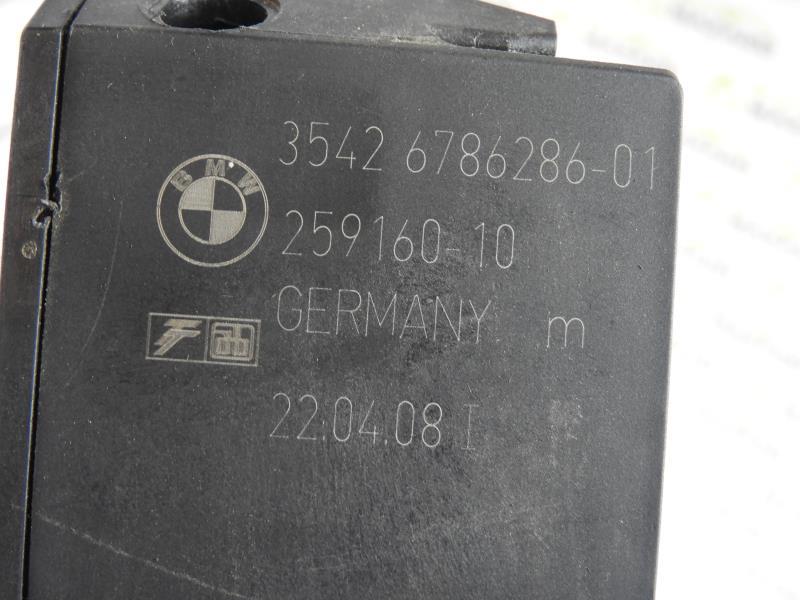 3542 6786286-01
BMW
259160-10
GERMANY m
22.04.08 I